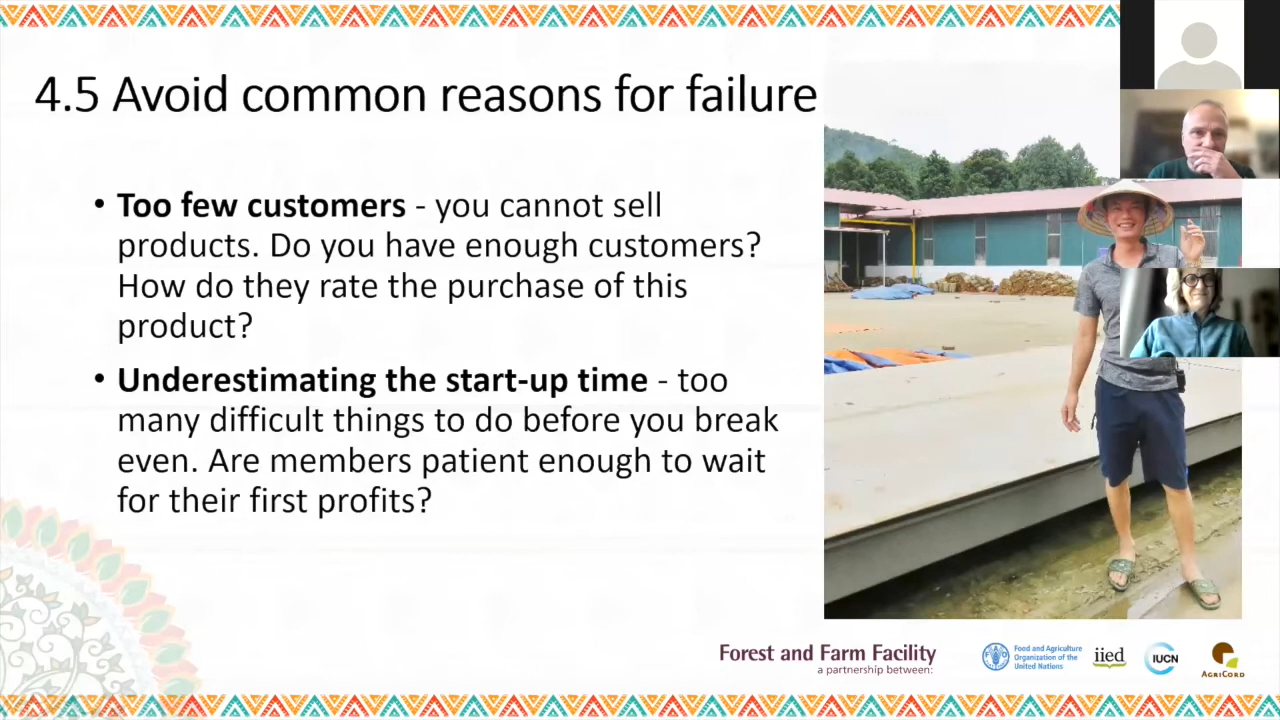 4.5 Avoid common reasons for failure
• Too few customers - you cannot sell
products. Do you have enough customers?
How do they rate the purchase of this
product?
• Underestimating the start-up time - too
many difficult things to do before you break
even. Are members patient enough to wait
for their first profits?
Forest and Farm Facility
a partnership between:
Food and Agriculture
Organization of the
United Nations
iied
IUCN
AGRICORD